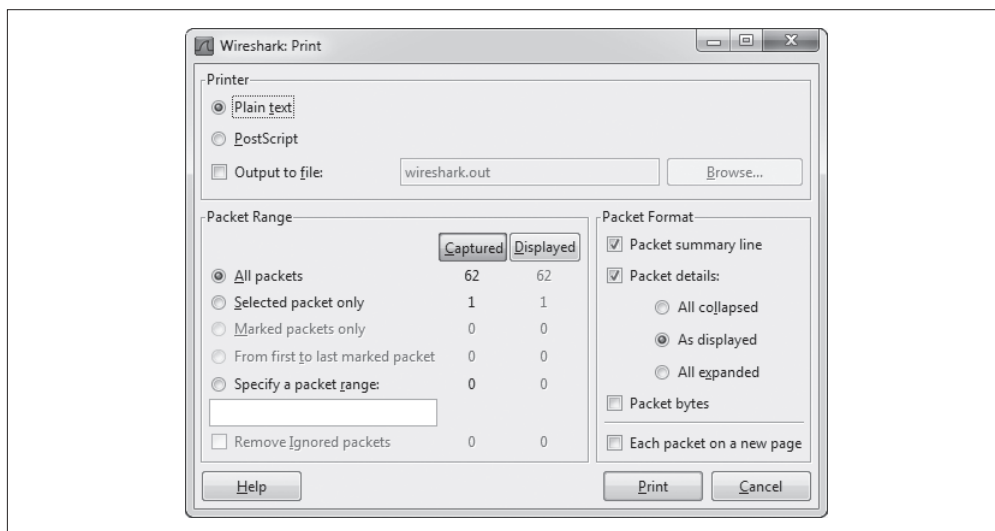 Wireshark: Print
Printer
Plain text
PostScript
Output to file: wireshark.out Browse...
Packet Range
Captured Displayed
All packets 62 62
Selected packet only 1 1
Marked packets only 0 0
From first to last marked packet 0 0
Specify a packet range: 0 0
Remove Ignored packets 0 0
Packet Format
Packet summary line
Packet details:
All collapsed
As displayed
All expanded
Packet bytes
Each packet on a new page
Help Print Cancel